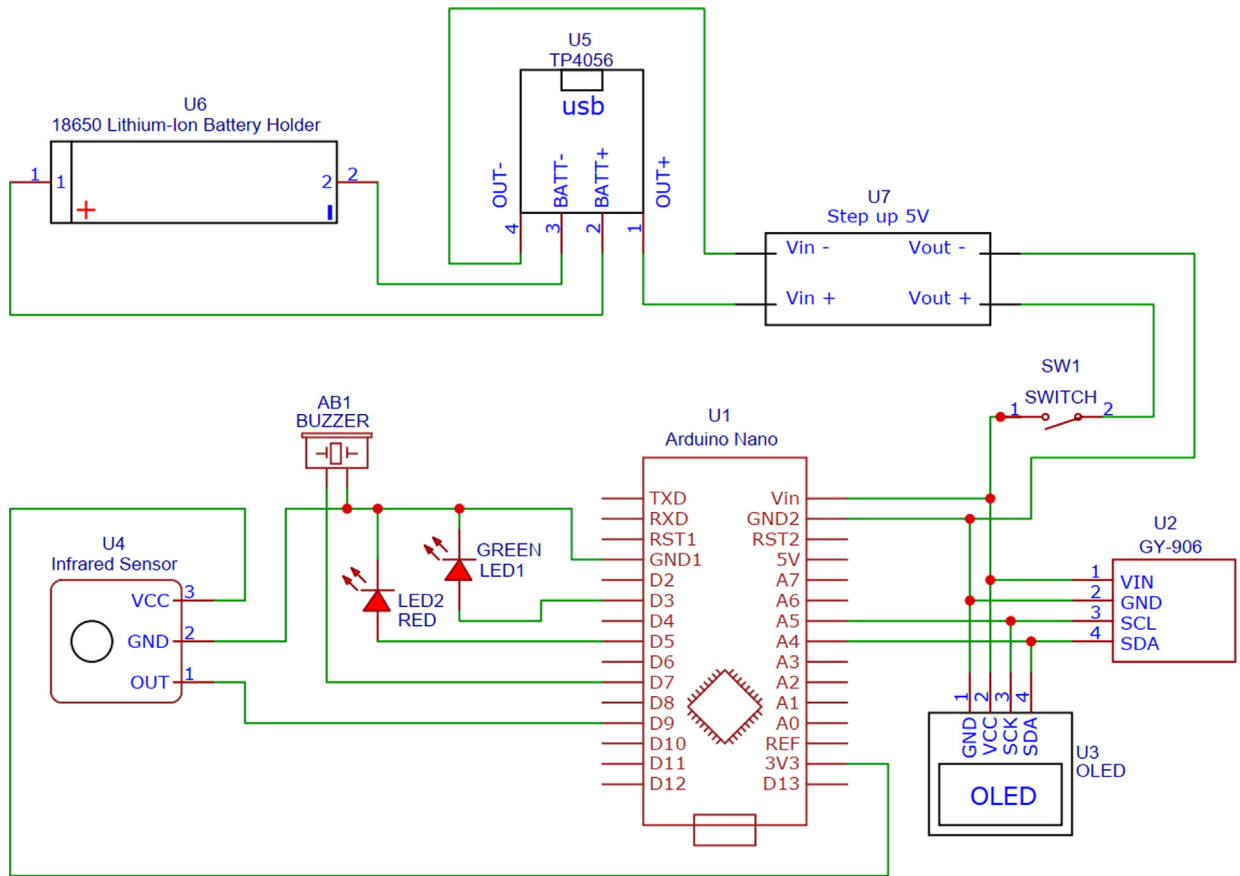 U6
18650 Lithium-Ion Battery Holder
1
1
2
2
+
-
U5
TP4056
usb
OUT-
BATT-
BATT+
OUT+
4
3
2
1
U7
Step up 5V
Vin -
Vout -
Vin +
Vout +
SW1
SWITCH
1
2
AB1
BUZZER
U1
Arduino Nano
TXD
RXD
RST1
GND1
D2
D3
D4
D5
D6
D7
D8
D9
D10
D11
D12
Vin
GND2
RST2
5V
A7
A6
A5
A4
A3
A2
A1
A0
REF
3V3
D13
GREEN
LED1
LED2
RED
U4
Infrared Sensor
VCC 3
GND 2
OUT 1
U2
GY-906
1 VIN
2 GND
3 SCL
4 SDA
1
2
3
4
GND
VCC
SCK
SDA
U3
OLED
OLED